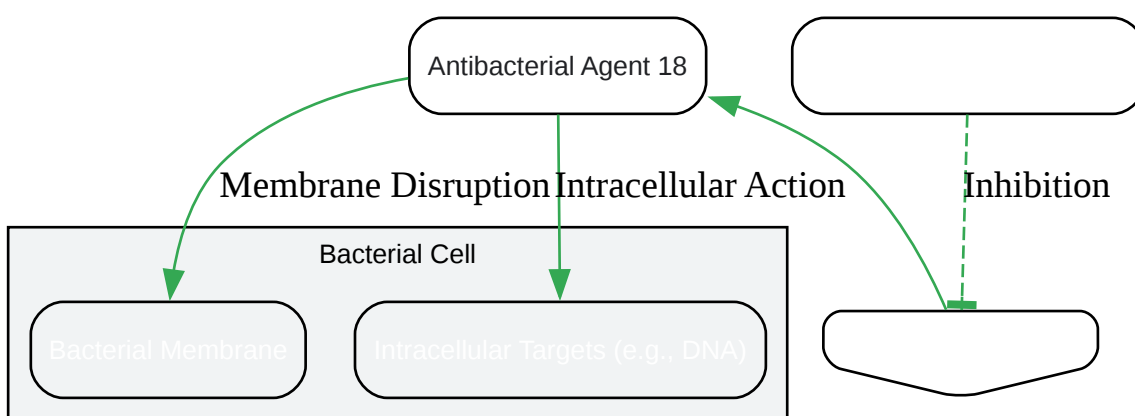 Antibacterial Agent 18
Membrane Disruption
Intracellular Action
Inhibition
Bacterial Cell
Bacterial Membrane
Intracellular Targets (e.g., DNA)